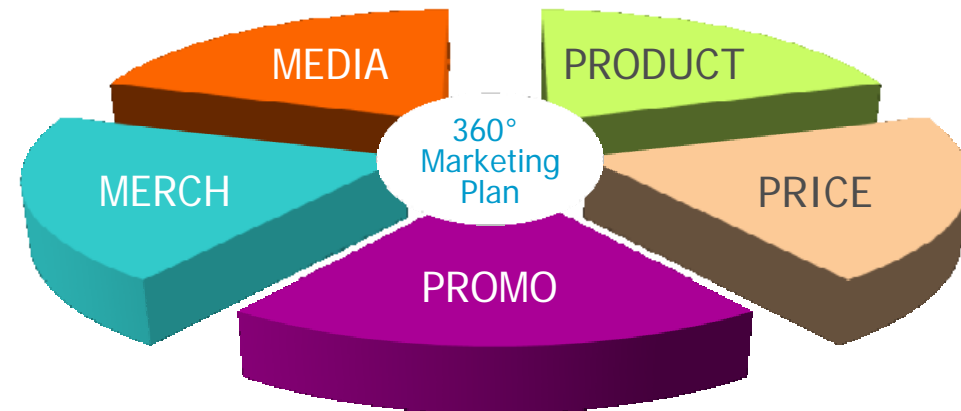 MEDIA
PRODUCT
360°
Marketing
Plan
MERCH
PRICE
PROMO